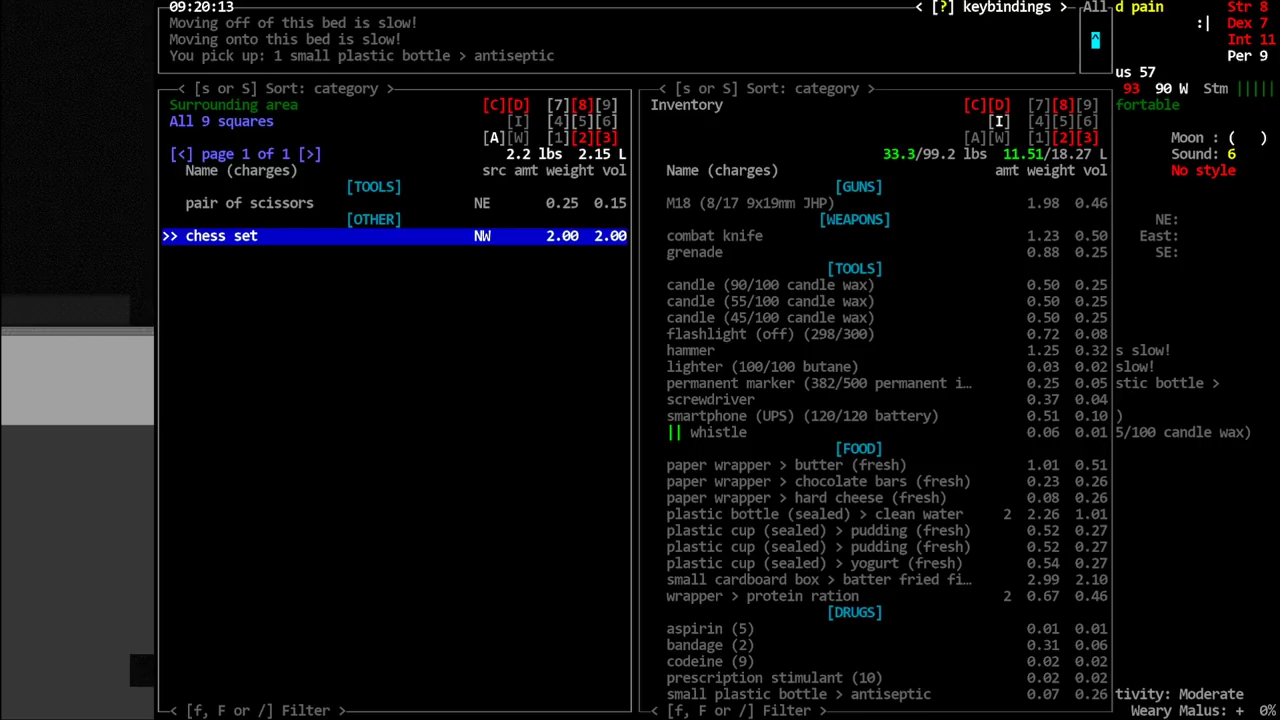 09:20:13
Moving off of this bed is slow!
Moving onto this bed is slow!
You pick up: 1 small plastic bottle > antiseptic
< [?] keybindings >
All
^
d pain
:|
Str 8
Dex 7
Int 11
Per 9
us 57
93 90 W Stm |||||
fortable
Moon : (   )
Sound: 6
No style
NE:
East:
SE:
s slow!
slow!
stic bottle >
)
5/100 candle wax)
tivity: Moderate
Weary Malus: + 0%
< [s or S] Sort: category >
Surrounding area [C][D] [7][8][9]
All 9 squares [I] [4][5][6]
[A][W] [1][2][3]
[<] page 1 of 1 [>] 2.2 lbs 2.15 L
Name (charges) src amt weight vol
[TOOLS]
pair of scissors NE 0.25 0.15
[OTHER]
>> chess set NW 2.00 2.00
< [f, F or /] Filter >
< [s or S] Sort: category >
Inventory [C][D] [7][8][9]
[I] [4][5][6]
[A][W] [1][2][3]
33.3/99.2 lbs 11.51/18.27 L
Name (charges) amt weight vol
[GUNS]
M18 (8/17 9x19mm JHP) 1.98 0.46
[WEAPONS]
combat knife 1.23 0.50
grenade 0.88 0.25
[TOOLS]
candle (90/100 candle wax) 0.50 0.25
candle (55/100 candle wax) 0.50 0.25
candle (45/100 candle wax) 0.50 0.25
flashlight (off) (298/300) 0.72 0.08
hammer 1.25 0.32
lighter (100/100 butane) 0.03 0.02
permanent marker (382/500 permanent i… 0.25 0.05
screwdriver 0.37 0.04
smartphone (UPS) (120/120 battery) 0.51 0.10
|| whistle 0.06 0.01
[FOOD]
paper wrapper > butter (fresh) 1.01 0.51
paper wrapper > chocolate bars (fresh) 0.23 0.26
paper wrapper > hard cheese (fresh) 0.08 0.26
plastic bottle (sealed) > clean water 2 2.26 1.01
plastic cup (sealed) > pudding (fresh) 0.52 0.27
plastic cup (sealed) > pudding (fresh) 0.52 0.27
plastic cup (sealed) > yogurt (fresh) 0.54 0.27
small cardboard box > batter fried fi… 2.99 2.10
wrapper > protein ration 2 0.67 0.46
[DRUGS]
aspirin (5) 0.01 0.01
bandage (2) 0.31 0.06
codeine (9) 0.02 0.02
prescription stimulant (10) 0.02 0.02
small plastic bottle > antiseptic 0.07 0.26
< [f, F or /] Filter >